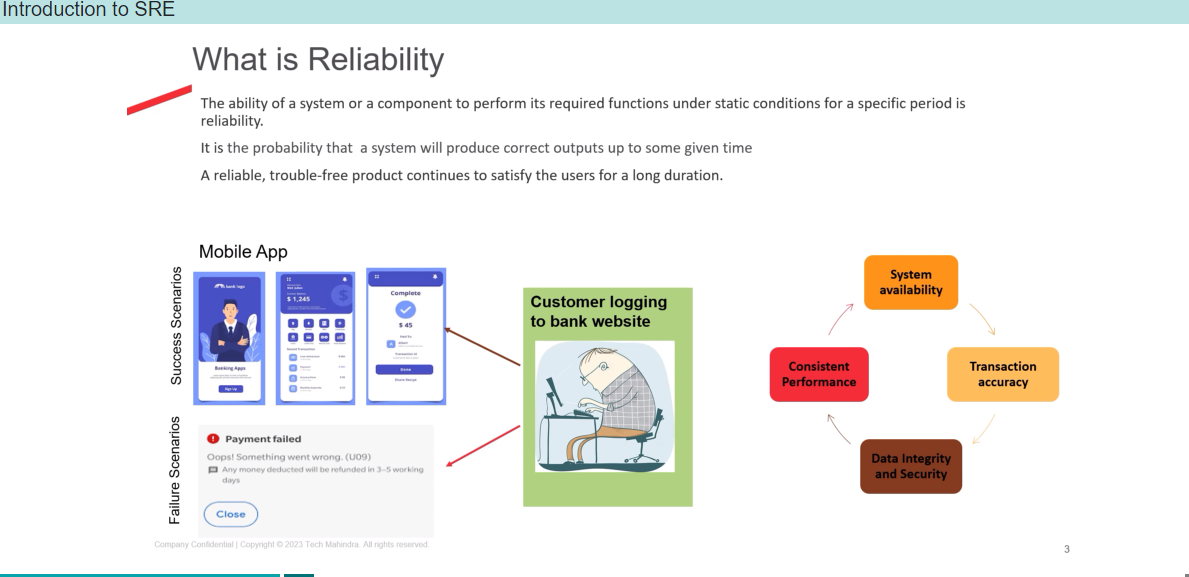 Introduction to SRE
What is Reliability
The ability of a system or a component to perform its required functions under static conditions for a specific period is
reliability.
It is the probability that a system will produce correct outputs up to some given time
A reliable, trouble-free product continues to satisfy the users for a long duration.
Mobile App
Success Scenarios
bank logo
Banking Apps
Sign Up
$ 1,245
Complete
$ 45
Transaction id
Done
Failure Scenarios
Payment failed
Oops! Something went wrong. (U09)
Any money deducted will be refunded in 3-5 working
days
Close
Customer logging
to bank website
System
availability
Consistent
Performance
Transaction
accuracy
Data Integrity
and Security
Company Confidential | Copyright © 2023 Tech Mahindra. All rights reserved.
3